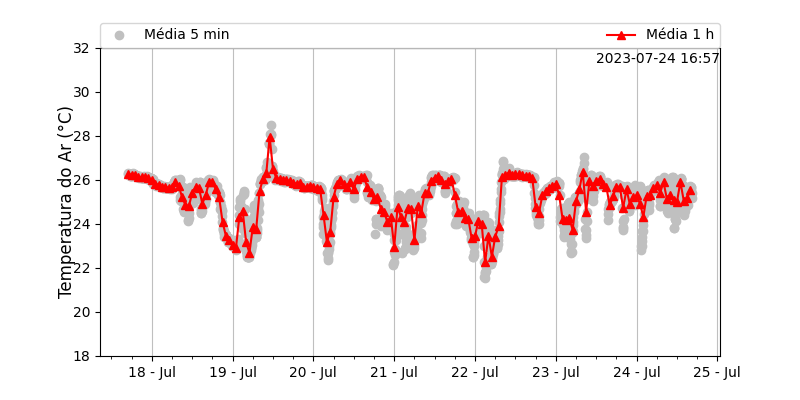 Média 5 min
Média 1 h
2023-07-24 16:57
Temperatura do Ar (°C)
32
30
28
26
24
22
20
18
18 - Jul
19 - Jul
20 - Jul
21 - Jul
22 - Jul
23 - Jul
24 - Jul
25 - Jul